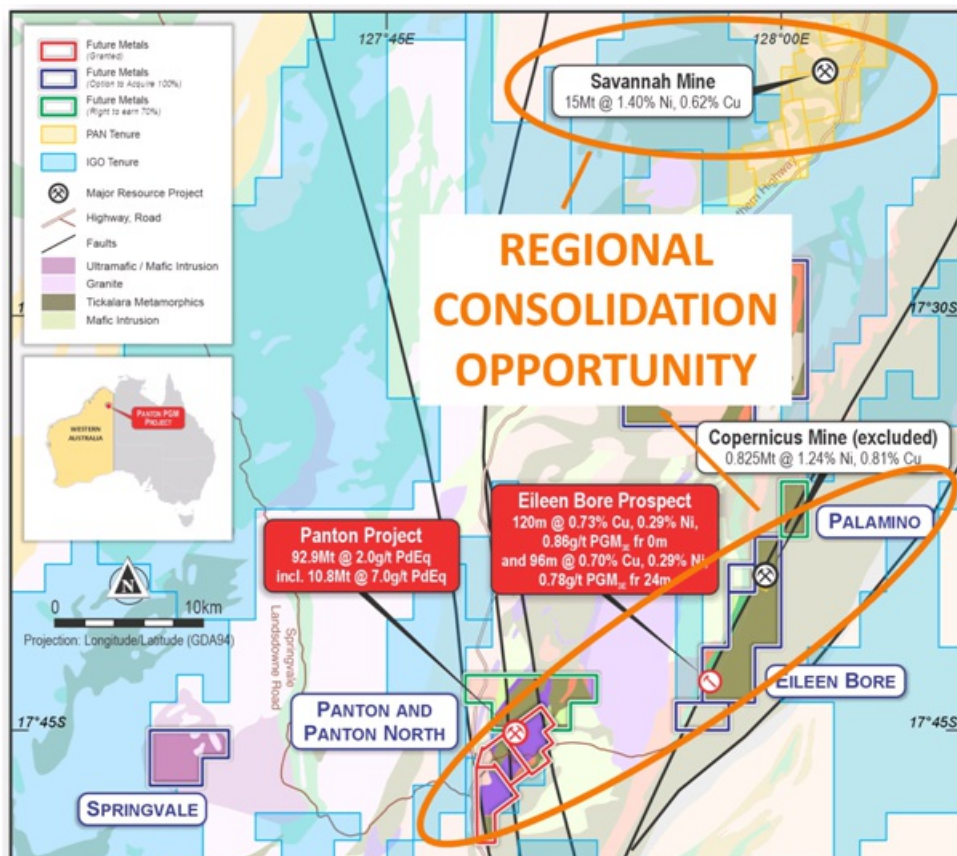 127°45E
128°00E
Future Metals
(Granted)
Future Metals
(Option to Acquire 100%)
Future Metals
(Right to earn 70%)
PAN Tenure
IGO Tenure
Major Resource Project
Highway, Road
Faults
Ultramafic / Mafic Intrusion
Granite
Tickalara Metamorphics
Mafic Intrusion
Savannah Mine
15Mt @ 1.40% Ni, 0.62% Cu
Highway
REGIONAL
CONSOLIDATION
OPPORTUNITY
17°30S
WESTERN
AUSTRALIA
PANTON PGM
PROJECT
Copernicus Mine (excluded)
0.825Mt @ 1.24% Ni, 0.81% Cu
Eileen Bore Prospect
120m @ 0.73% Cu, 0.29% Ni,
0.86g/t PGM3E fr 0m
and 96m @ 0.70% Cu, 0.29% Ni,
0.78g/t PGM3E fr 24m
PALAMINO
Panton Project
92.9Mt @ 2.0g/t PdEq
incl. 10.8Mt @ 7.0g/t PdEq
N
0 10km
Projection: Longitude/Latitude (GDA94)
Springvale
Landsdowne Road
EILEEN BORE
PANTON AND
PANTON NORTH
17°45S
17°45S
SPRINGVALE